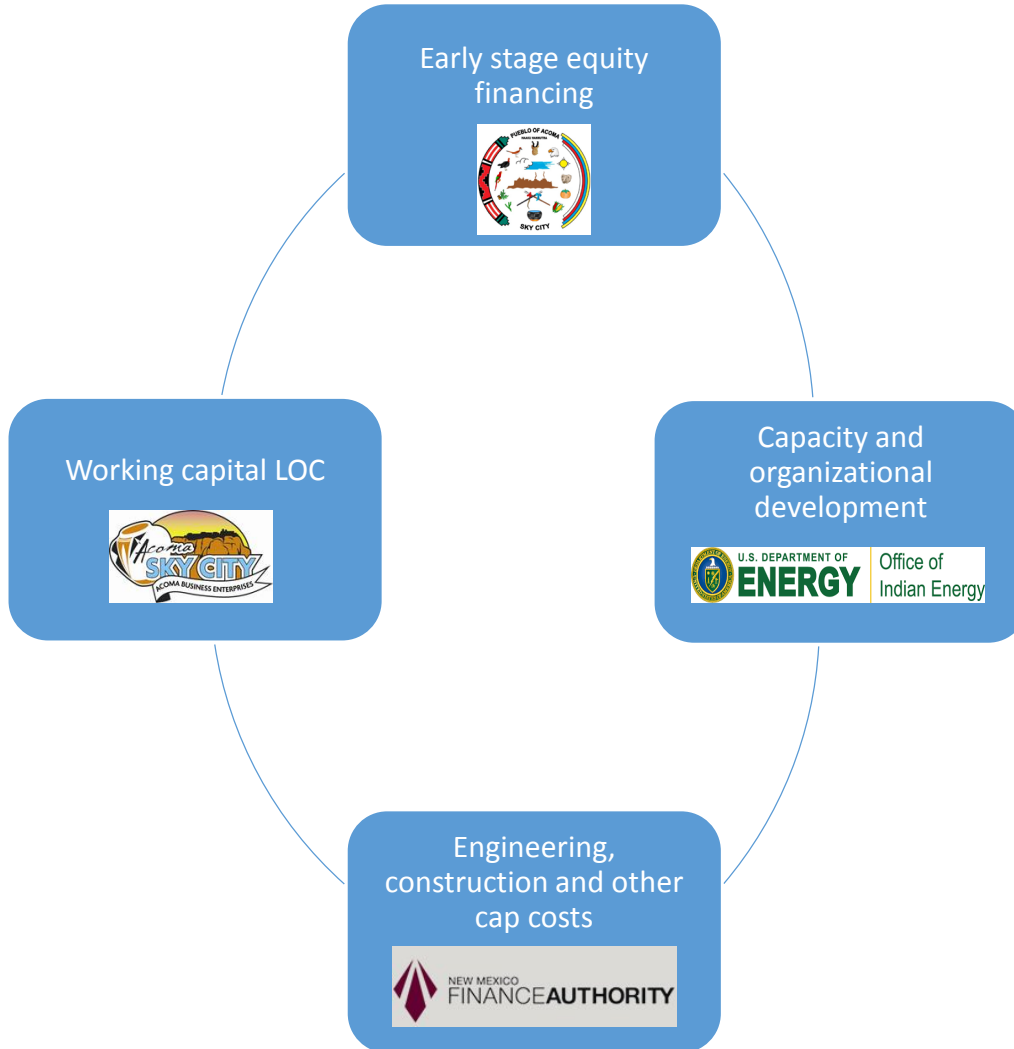 Early stage equity
financing
PUEBLO OF ACOMA
SKY CITY
Working capital LOC
Acoma
SKY CITY
ACOMA BUSINESS ENTERPRISES
Capacity and
organizational
development
U.S. DEPARTMENT OF
ENERGY
Office of
Indian Energy
Engineering,
construction and other
cap costs
NEW MEXICO
FINANCEAUTHORITY